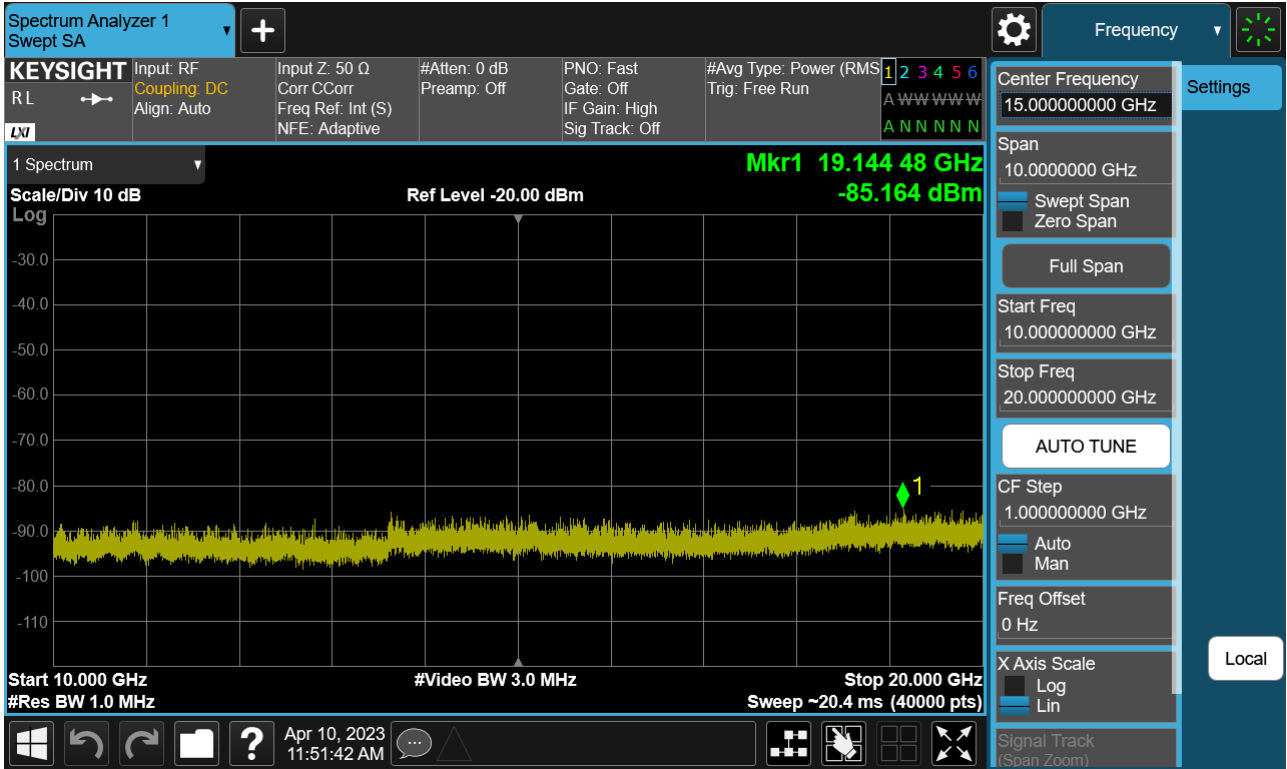 Spectrum Analyzer 1
Swept SA
Frequency
KEYSIGHT
R L
LXI
Input: RF
Coupling: DC
Align: Auto
Input Z: 50 Ω
Corr CCorr
Freq Ref: Int (S)
NFE: Adaptive
#Atten: 0 dB
Preamp: Off
PNO: Fast
Gate: Off
IF Gain: High
Sig Track: Off
#Avg Type: Power (RMS
Trig: Free Run
1 2 3 4 5 6
A W W W W W
A N N N N N
1 Spectrum
Mkr1 19.144 48 GHz
-85.164 dBm
Scale/Div 10 dB
Ref Level -20.00 dBm
Log
-30.0
-40.0
-50.0
-60.0
-70.0
-80.0
1
-90.0
-100
-110
Start 10.000 GHz
#Video BW 3.0 MHz
Stop 20.000 GHz
#Res BW 1.0 MHz
Sweep ~20.4 ms (40000 pts)
Center Frequency
15.000000000 GHz
Span
10.0000000 GHz
Swept Span
Zero Span
Full Span
Start Freq
10.000000000 GHz
Stop Freq
20.000000000 GHz
AUTO TUNE
CF Step
1.000000000 GHz
Auto
Man
Freq Offset
0 Hz
X Axis Scale
Log
Lin
Signal Track
(Span Zoom)
Settings
Local
?
Apr 10, 2023
11:51:42 AM